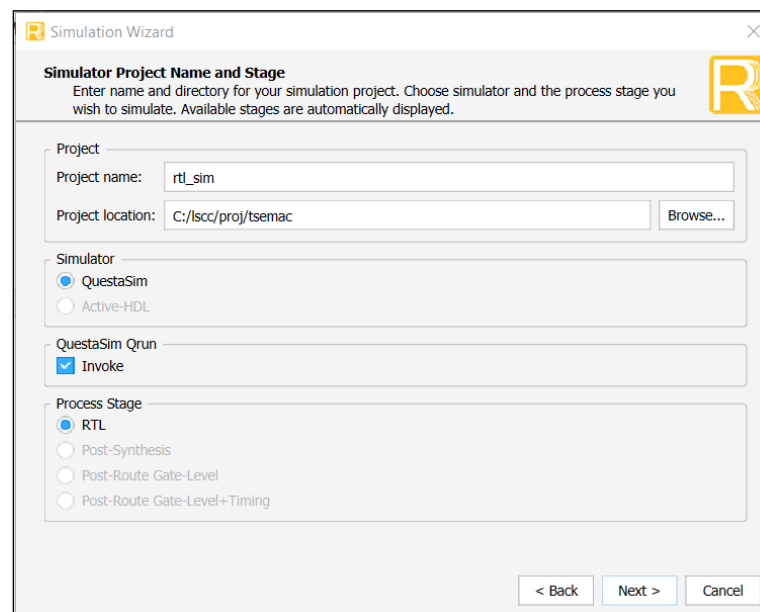 Simulation Wizard
Simulator Project Name and Stage
Enter name and directory for your simulation project. Choose simulator and the process stage you
wish to simulate. Available stages are automatically displayed.
Project
Project name: rtl_sim
Project location: C:/lscc/proj/tsemac Browse...
Simulator
QuestaSim
Active-HDL
QuestaSim Qrun
Invoke
Process Stage
RTL
Post-Synthesis
Post-Route Gate-Level
Post-Route Gate-Level+Timing
< Back Next > Cancel